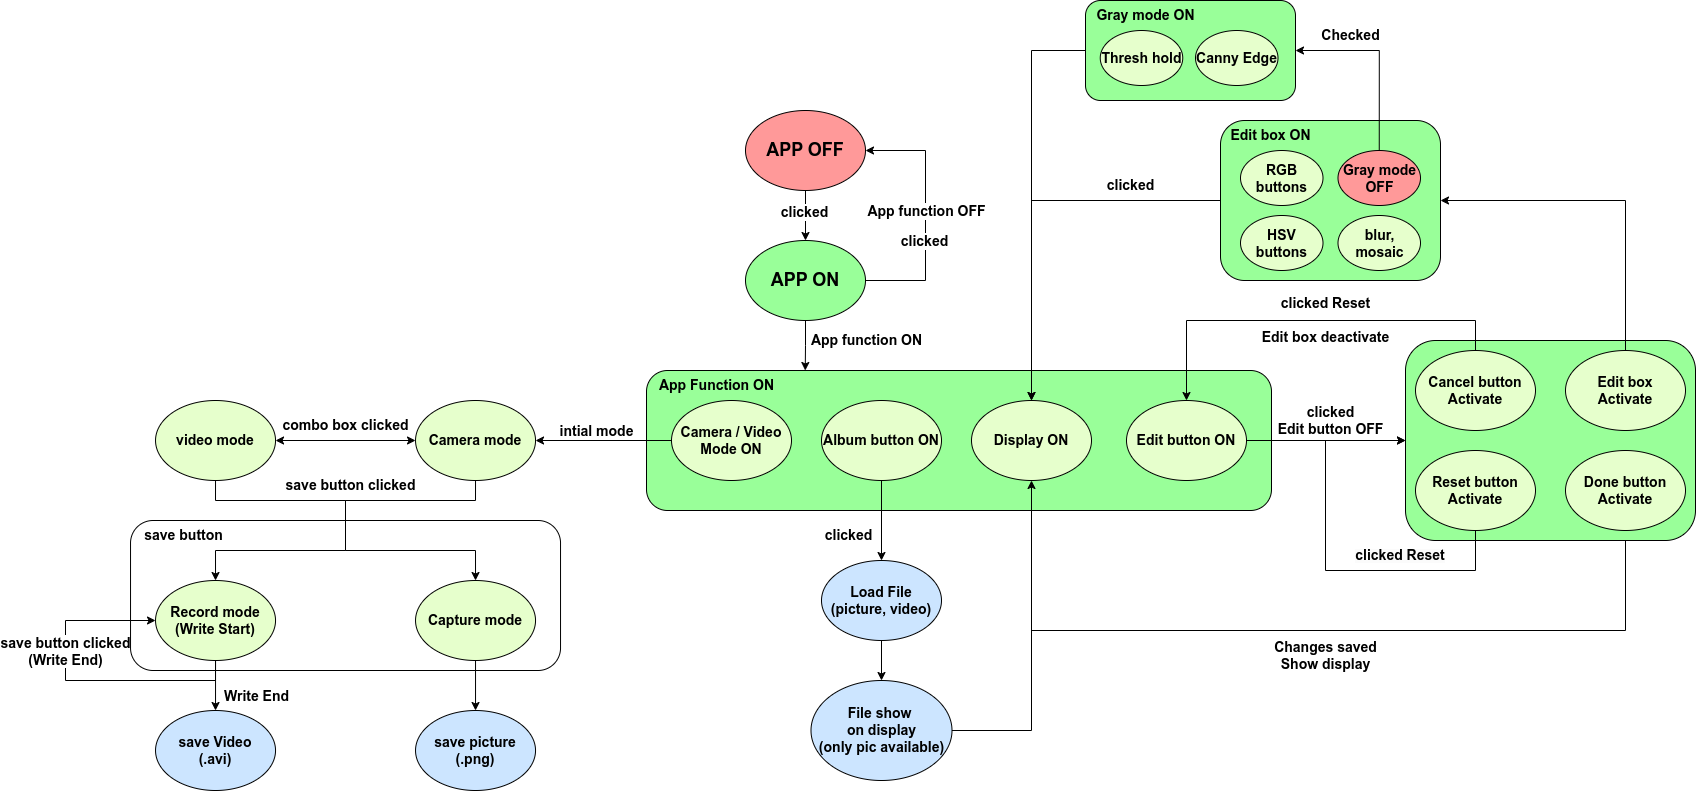 Gray mode ON
Thresh hold
Canny Edge
Checked
Edit box ON
RGB
buttons
Gray mode
OFF
HSV
buttons
blur,
mosaic
clicked
APP OFF
clicked
App function OFF
clicked
APP ON
App function ON
clicked Reset
Edit box deactivate
App Function ON
Camera / Video
Mode ON
Album button ON
Display ON
Edit button ON
clicked
Edit button OFF
Cancel button
Activate
Edit box
Activate
Reset button
Activate
Done button
Activate
clicked Reset
Changes saved
Show display
intial mode
video mode
combo box clicked
Camera mode
save button clicked
save button
Record mode
(Write Start)
Capture mode
save button clicked
(Write End)
Write End
save Video
(.avi)
save picture
(.png)
clicked
Load File
(picture, video)
File show
on display
(only pic available)